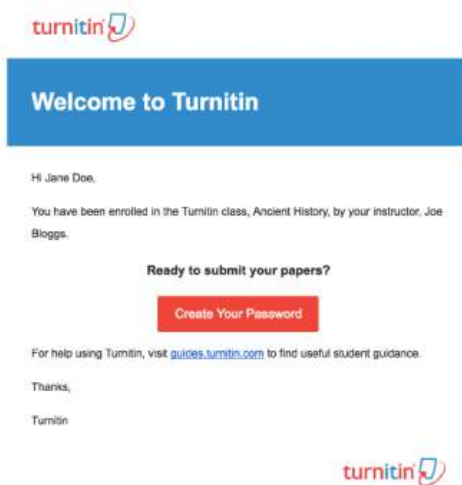 turnitin
Welcome to Turnitin
Hi Jane Doe,
You have been enrolled in the Turnitin class, Ancient History, by your instructor, Joe
Bloggs.
Ready to submit your papers?
Create Your Password
For help using Turnitin, visit guides.turnitin.com to find useful student guidance.
Thanks,
Turnitin
turnitin